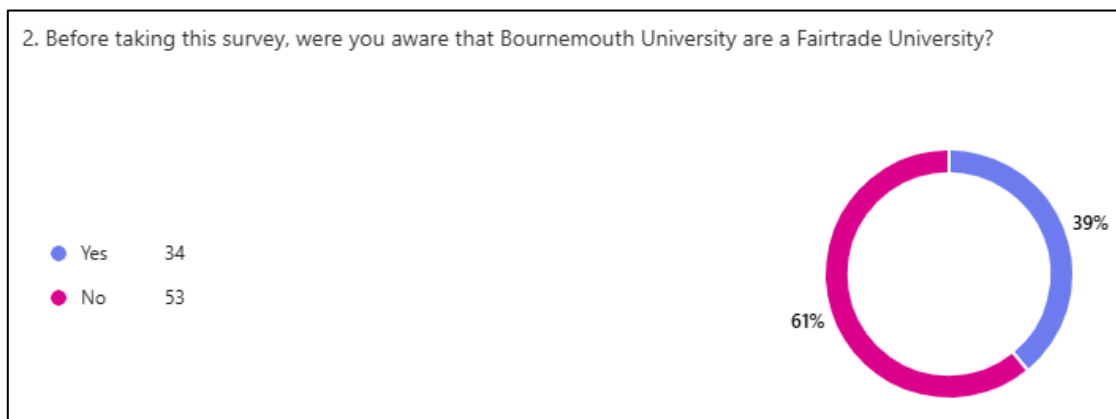 2. Before taking this survey, were you aware that Bournemouth University are a Fairtrade University?
39%
Yes 34
No 53
61%